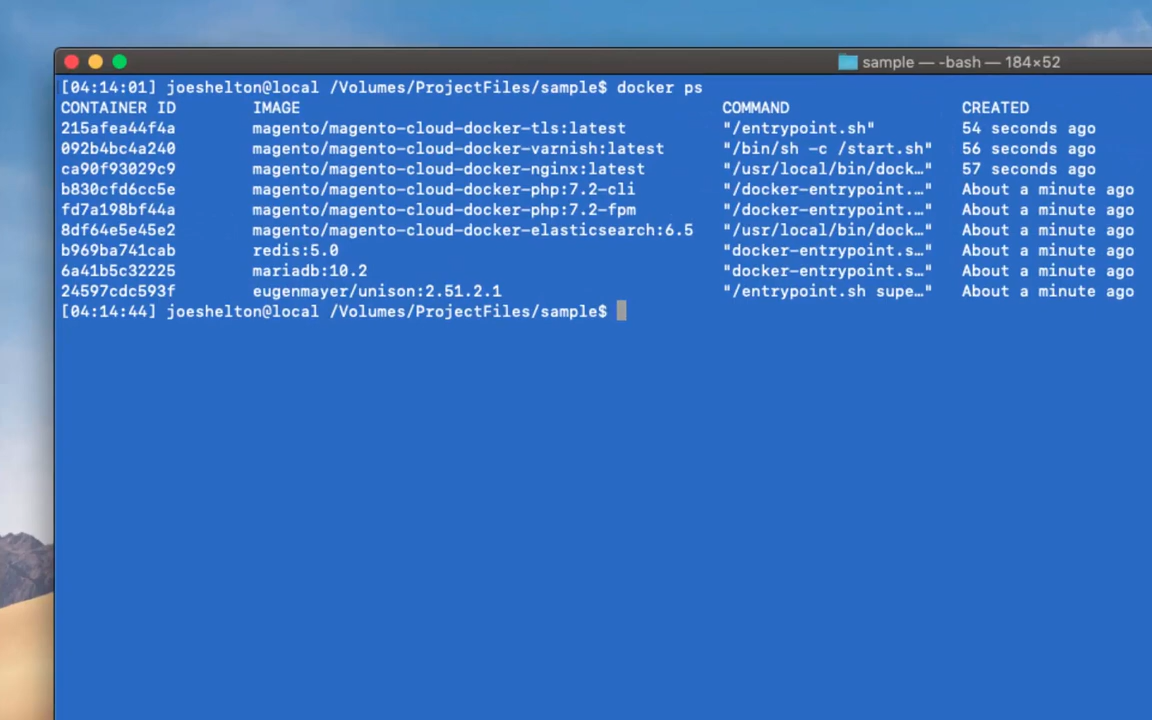 sample — -bash — 184×52
[04:14:01] joeshelton@local /Volumes/ProjectFiles/sample$ docker ps
CONTAINER ID IMAGE COMMAND CREATED
215afea44f4a magento/magento-cloud-docker-tls:latest "/entrypoint.sh" 54 seconds ago
092b4bc4a240 magento/magento-cloud-docker-varnish:latest "/bin/sh -c /start.sh" 56 seconds ago
ca90f93029c9 magento/magento-cloud-docker-nginx:latest "/usr/local/bin/dock…" 57 seconds ago
b830cfd6cc5e magento/magento-cloud-docker-php:7.2-cli "/docker-entrypoint.…" About a minute ago
fd7a198bf44a magento/magento-cloud-docker-php:7.2-fpm "/docker-entrypoint.…" About a minute ago
8df64e5e45e2 magento/magento-cloud-docker-elasticsearch:6.5 "/usr/local/bin/dock…" About a minute ago
b969ba741cab redis:5.0 "docker-entrypoint.s…" About a minute ago
6a41b5c32225 mariadb:10.2 "docker-entrypoint.s…" About a minute ago
24597cdc593f eugenmayer/unison:2.51.2.1 "/entrypoint.sh supe…" About a minute ago
[04:14:44] joeshelton@local /Volumes/ProjectFiles/sample$